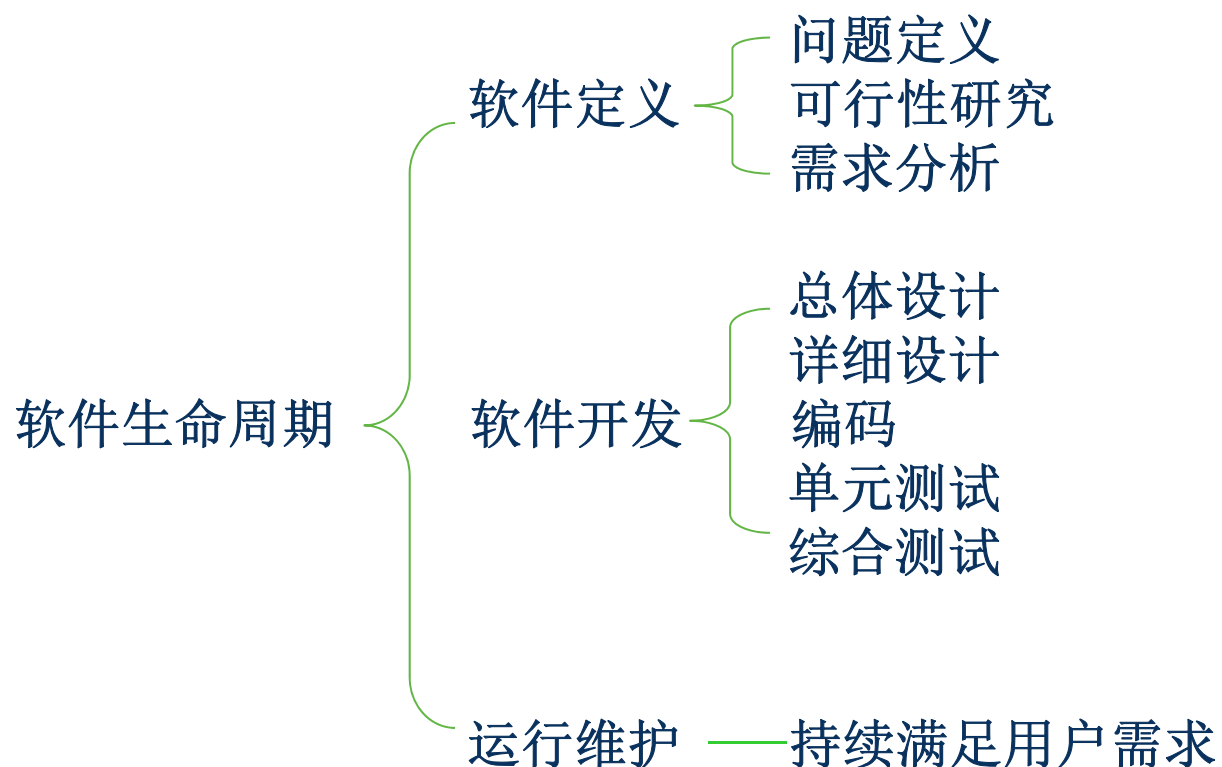 软件生命周期
软件定义
问题定义
可行性研究
需求分析
软件开发
总体设计
详细设计
编码
单元测试
综合测试
运行维护
持续满足用户需求